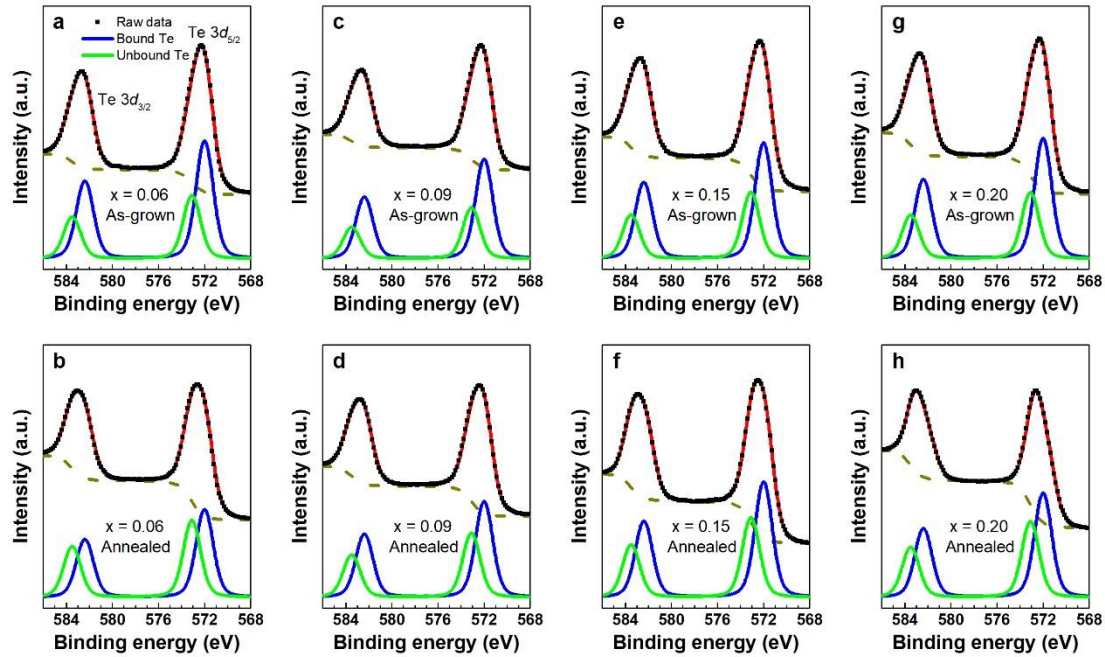 a
Raw data
Bound Te
Unbound Te
Te 3d5/2
Te 3d3/2
x = 0.06
As-grown
Intensity (a.u.)
584 580 576 572 568
Binding energy (eV)
c
x = 0.09
As-grown
Intensity (a.u.)
584 580 576 572 568
Binding energy (eV)
e
x = 0.15
As-grown
Intensity (a.u.)
584 580 576 572 568
Binding energy (eV)
g
x = 0.20
As-grown
Intensity (a.u.)
584 580 576 572 568
Binding energy (eV)
b
x = 0.06
Annealed
Intensity (a.u.)
584 580 576 572 568
Binding energy (eV)
d
x = 0.09
Annealed
Intensity (a.u.)
584 580 576 572 568
Binding energy (eV)
f
x = 0.15
Annealed
Intensity (a.u.)
584 580 576 572 568
Binding energy (eV)
h
x = 0.20
Annealed
Intensity (a.u.)
584 580 576 572 568
Binding energy (eV)